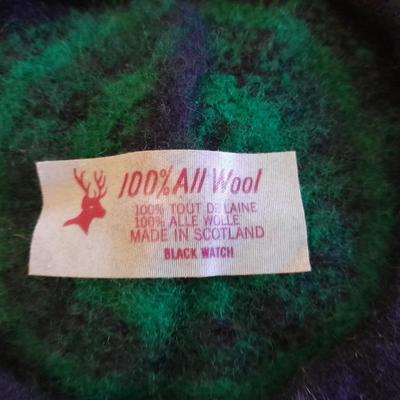 100% All Wool
100% TOUT DE LAINE
100% ALLE WOLLE
MADE IN SCOTLAND
BLACK WATCH